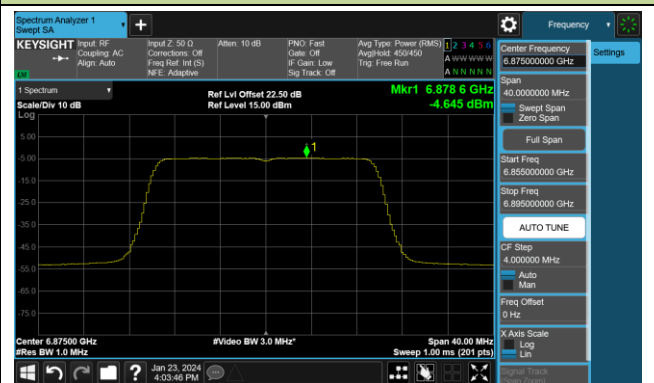 Spectrum Analyzer 1
Swept SA
Frequency
KEYSIGHT
Input: RF
Coupling: AC
Align: Auto
Input Z: 50 Ω
Corrections: Off
Freq Ref: Int (S)
NFE: Adaptive
Atten: 10 dB
PNO: Fast
Gate: Off
IF Gain: Low
Sig Track: Off
Avg Type: Power (RMS)
Avg|Hold: 450/450
Trig: Free Run
1 2 3 4 5 6
A W W W W W
A N N N N N
1 Spectrum
Scale/Div 10 dB
Log
Ref Lvl Offset 22.50 dB
Ref Level 15.00 dBm
Mkr1 6.878 6 GHz
-4.645 dBm
1
5.00
-5.00
-15.0
-25.0
-35.0
-45.0
-55.0
-65.0
-75.0
Center 6.87500 GHz
#Res BW 1.0 MHz
#Video BW 3.0 MHz*
Span 40.00 MHz
Sweep 1.00 ms (201 pts)
Jan 23, 2024
4:03:46 PM
Center Frequency
6.875000000 GHz
Span
40.0000000 MHz
Swept Span
Zero Span
Full Span
Start Freq
6.855000000 GHz
Stop Freq
6.895000000 GHz
AUTO TUNE
CF Step
4.000000 MHz
Auto
Man
Freq Offset
0 Hz
X Axis Scale
Log
Lin
Signal Track
(Span Zoom)
Settings